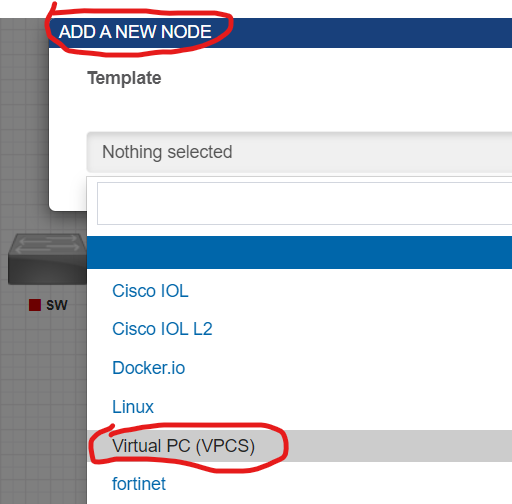 ADD A NEW NODE
Template
Nothing selected
Cisco IOL
SW
Cisco IOL L2
Docker.io
Linux
Virtual PC (VPCS)
fortinet